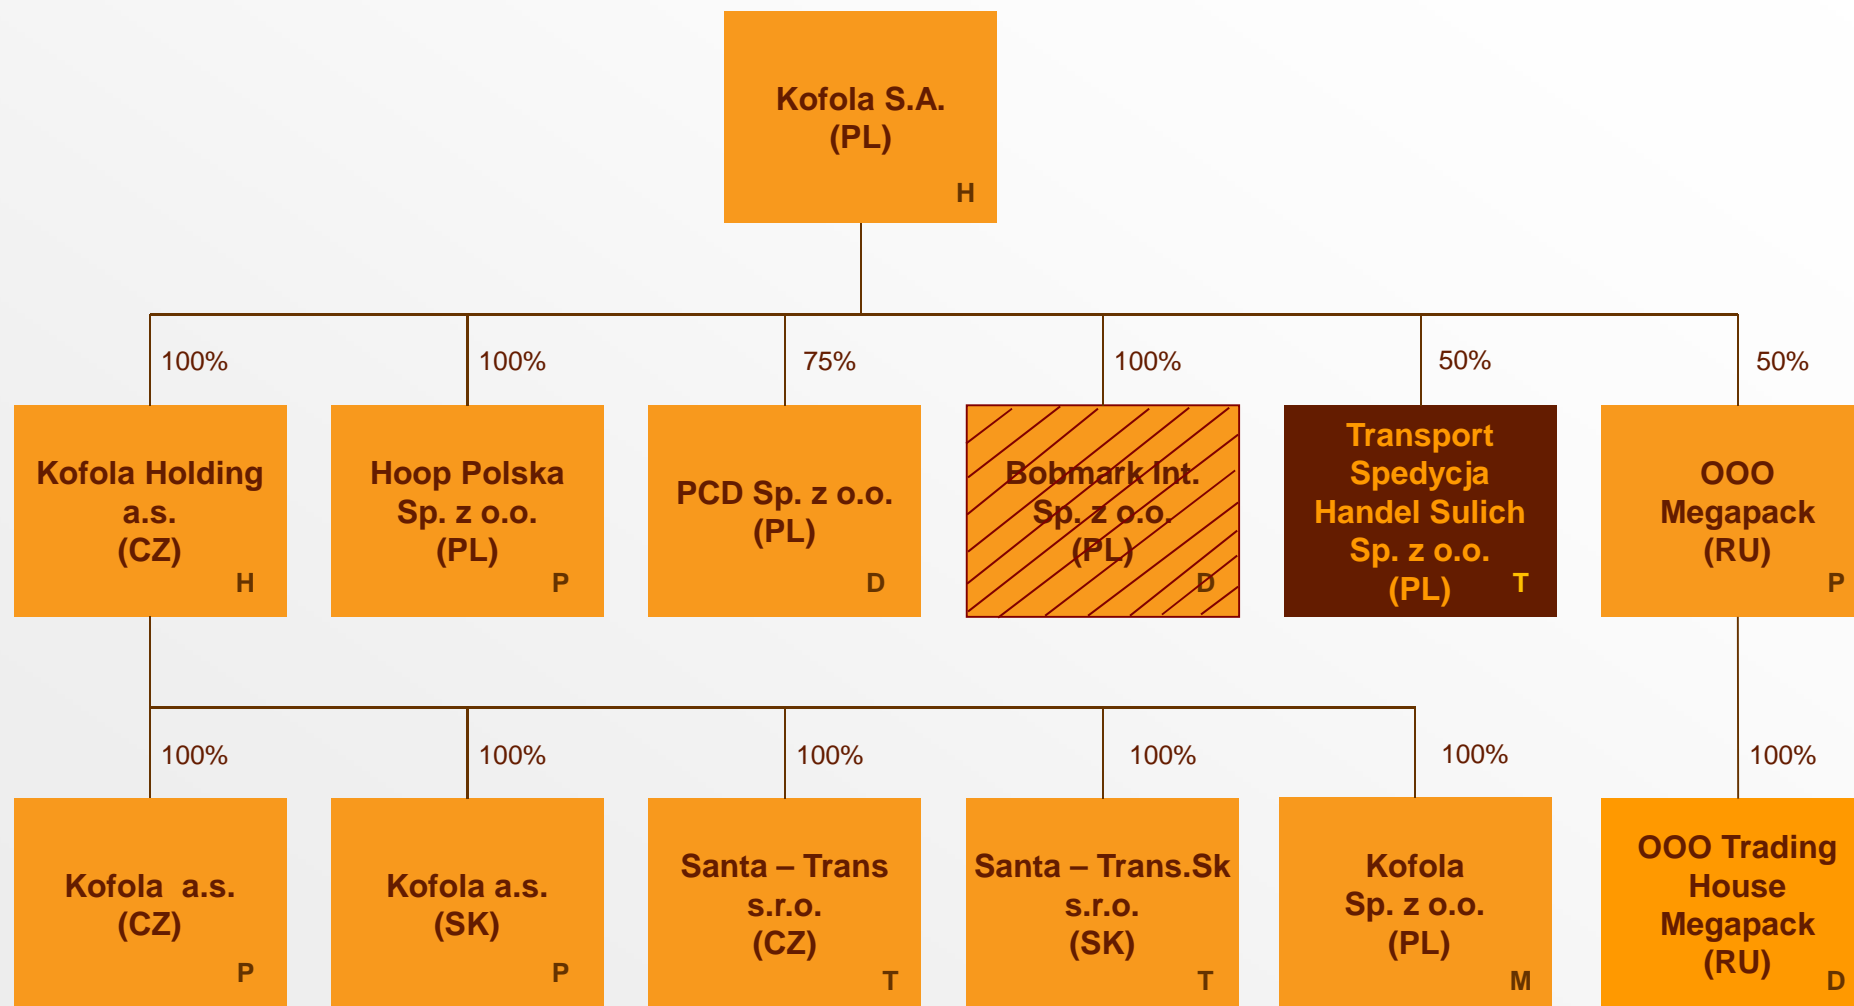 Kofola S.A.
(PL)
H
100%
100%
75%
100%
50%
50%
Kofola Holding
a.s.
(CZ)
H
Hoop Polska
Sp. z o.o.
(PL)
P
PCD Sp. z o.o.
(PL)
D
Bobmark Int.
Sp. z o.o.
(PL)
D
Transport
Spedycja
Handel Sulich
Sp. z o.o.
(PL)
T
OOO
Megapack
(RU)
P
100%
100%
100%
100%
100%
100%
Kofola a.s.
(CZ)
P
Kofola a.s.
(SK)
P
Santa – Trans
s.r.o.
(CZ)
T
Santa – Trans.Sk
s.r.o.
(SK)
T
Kofola
Sp. z o.o.
(PL)
M
OOO Trading
House
Megapack
(RU)
D